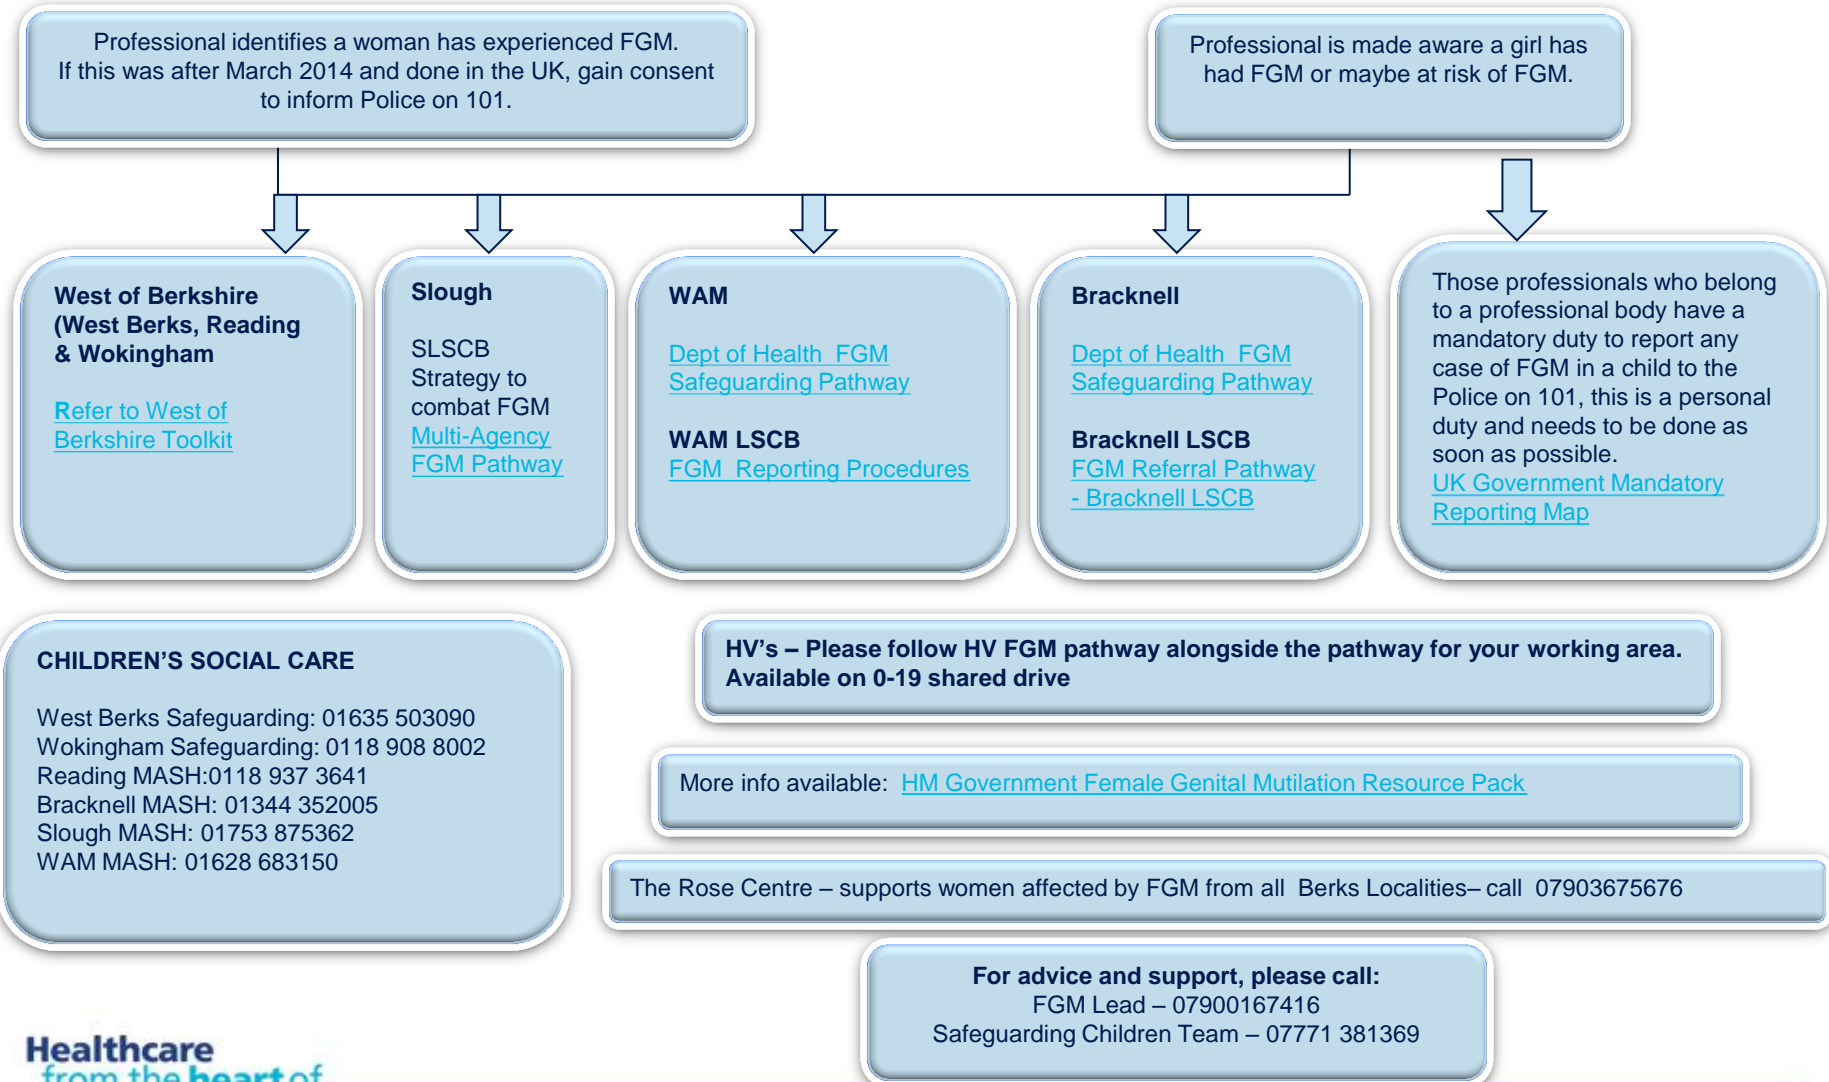 Professional identifies a woman has experienced FGM.
If this was after March 2014 and done in the UK, gain consent
to inform Police on 101.
Professional is made aware a girl has
had FGM or maybe at risk of FGM.
West of Berkshire
(West Berks, Reading
& Wokingham
Refer to West of
Berkshire Toolkit
Slough
SLSCB
Strategy to
combat FGM
Multi-Agency
FGM Pathway
WAM
Dept of Health  FGM
Safeguarding Pathway
WAM LSCB
FGM  Reporting Procedures
Bracknell
Dept of Health  FGM
Safeguarding Pathway
Bracknell LSCB
FGM Referral Pathway
- Bracknell LSCB
Those professionals who belong
to a professional body have a
mandatory duty to report any
case of FGM in a child to the
Police on 101, this is a personal
duty and needs to be done as
soon as possible.
UK Government Mandatory
Reporting Map
CHILDREN'S SOCIAL CARE
West Berks Safeguarding: 01635 503090
Wokingham Safeguarding: 0118 908 8002
Reading MASH:0118 937 3641
Bracknell MASH: 01344 352005
Slough MASH: 01753 875362
WAM MASH: 01628 683150
HV's – Please follow HV FGM pathway alongside the pathway for your working area.
Available on 0-19 shared drive
More info available:  HM Government Female Genital Mutilation Resource Pack
The Rose Centre – supports women affected by FGM from all  Berks Localities– call  07903675676
For advice and support, please call:
FGM Lead – 07900167416
Safeguarding Children Team – 07771 381369
Healthcare
from the heart of